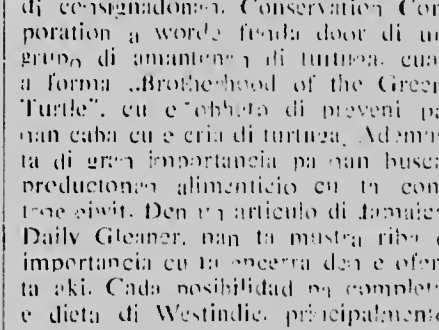 di consignadonan. Conservation Cor-
poration a worde funda door di un
grupo di amantenan di turtuga, cual
a forma „Brotherhood of the Green
Turtle", cu e obheto di preveni pa
nan caba cu e cria di turtuga. Ademas
ta di gran importancia pa nan busca
productonan alimenticio cu ta con-
eiwit. Den un articulo di Jamaica
Daily Gleaner, nan ta mustra riba e
importancia cu ta encerra den e ofer-
ta aki. Cada posibilidad pa completa
e dieta di Westindie, principalmente